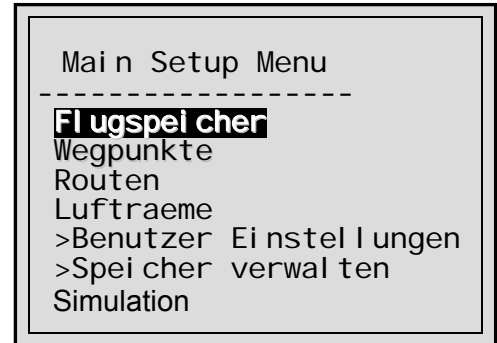 Main Setup Menu
------------------
Flugspeicher
Wegpunkte
Routen
Luftraeme
>Benutzer Einstellungen
>Speicher verwalten
Simulation